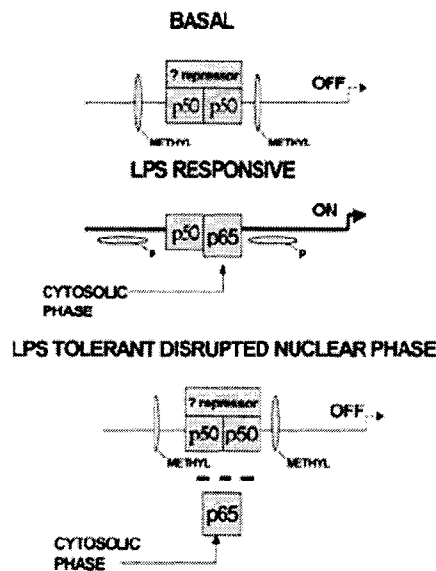 BASAL
? repressor
OFF
p50 p50
METHYL METHYL
LPS RESPONSIVE
ON
p50 p65
P P
CYTOSOLIC
PHASE
LPS TOLERANT DISRUPTED NUCLEAR PHASE
? repressor
OFF
p50 p50
METHYL METHYL
p65
CYTOSOLIC
PHASE